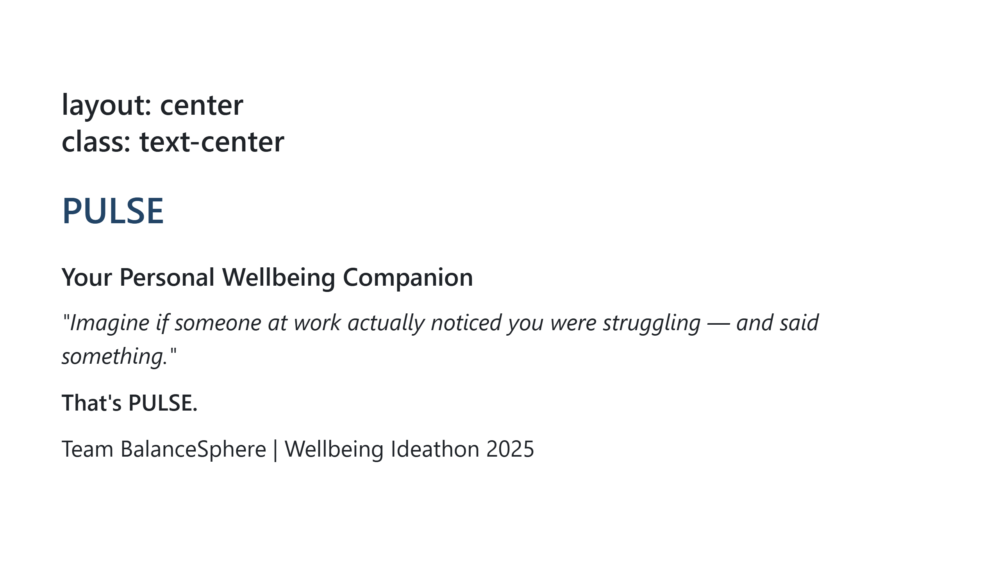 layout: center
class: text-center
PULSE
Your Personal Wellbeing Companion
"Imagine if someone at work actually noticed you were struggling — and said
something."
That's PULSE.
Team BalanceSphere | Wellbeing Ideathon 2025